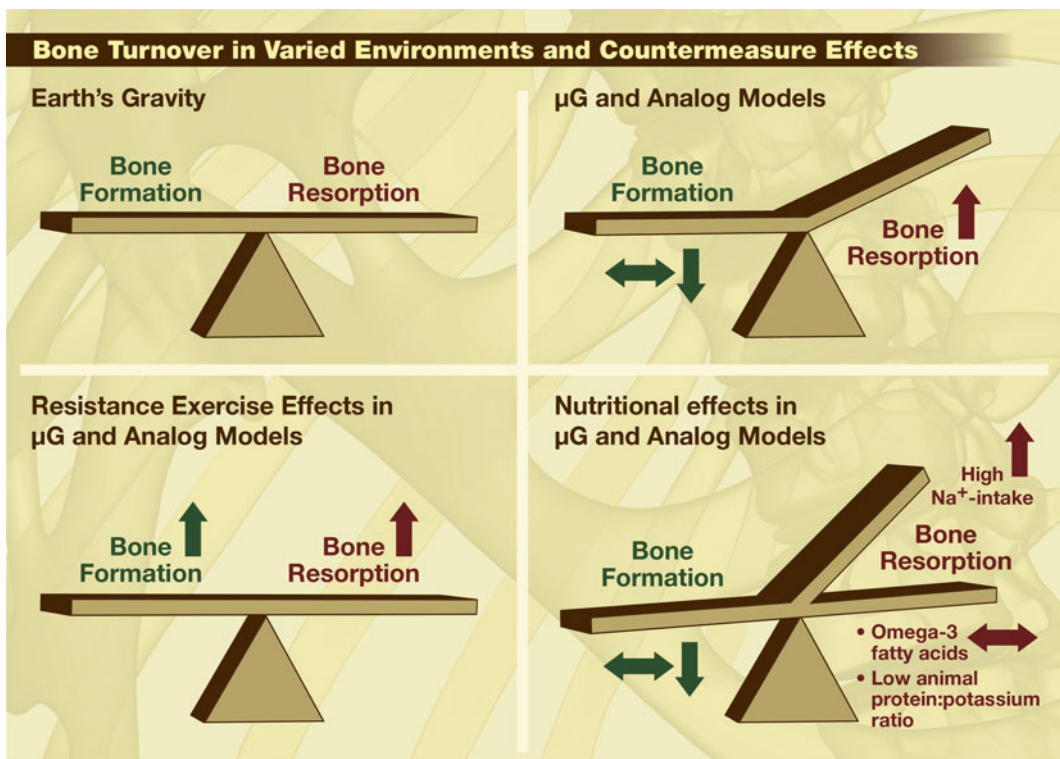 Bone Turnover in Varied Environments and Countermeasure Effects
Earth's Gravity
Bone
Formation
Bone
Resorption
µG and Analog Models
Bone
Formation
Bone
Resorption
Resistance Exercise Effects in
µG and Analog Models
Bone
Formation
Bone
Resorption
Nutritional effects in
µG and Analog Models
High
Na⁺-intake
Bone
Formation
Bone
Resorption
• Omega-3
fatty acids
• Low animal
protein:potassium
ratio